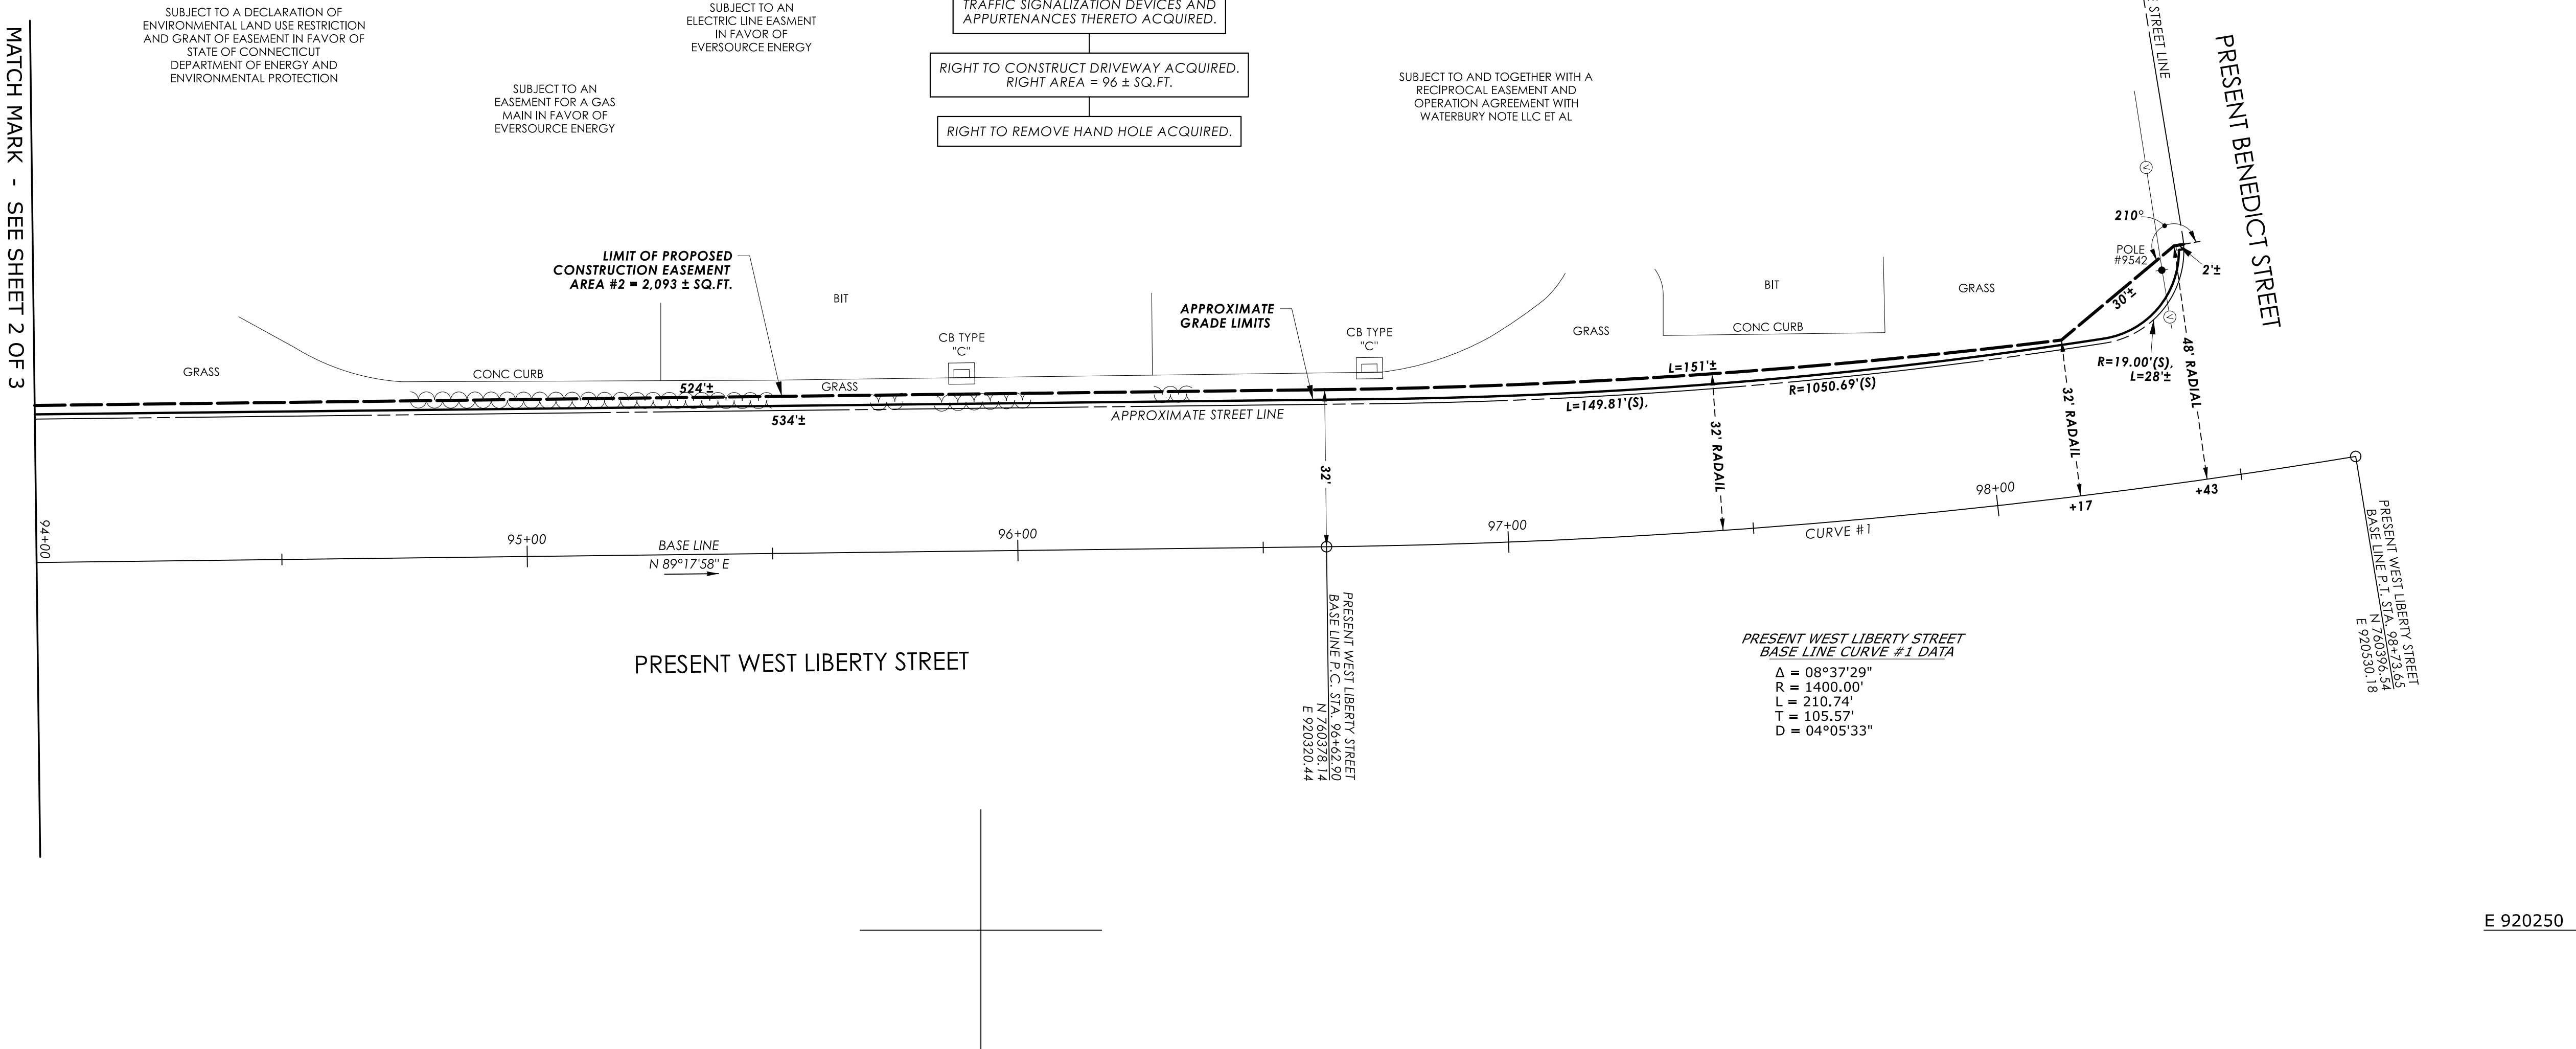 SUBJECT TO A DECLARATION OF
ENVIRONMENTAL LAND USE RESTRICTION
AND GRANT OF EASEMENT IN FAVOR OF
STATE OF CONNECTICUT
DEPARTMENT OF ENERGY AND
ENVIRONMENTAL PROTECTION
SUBJECT TO AN
ELECTRIC LINE EASMENT
IN FAVOR OF
EVERSOURCE ENERGY
TRAFFIC SIGNALIZATION DEVICES AND
APPURTENANCES THERETO ACQUIRED.
RIGHT TO CONSTRUCT DRIVEWAY ACQUIRED.
RIGHT AREA = 96 ± SQ.FT.
RIGHT TO REMOVE HAND HOLE ACQUIRED.
SUBJECT TO AN
EASEMENT FOR A GAS
MAIN IN FAVOR OF
EVERSOURCE ENERGY
SUBJECT TO AND TOGETHER WITH A
RECIPROCAL EASEMENT AND
OPERATION AGREEMENT WITH
WATERBURY NOTE LLC ET AL
STREET LINE
PRESENT BENEDICT STREET
MATCH MARK - SEE SHEET 2 OF 3
LIMIT OF PROPOSED
CONSTRUCTION EASEMENT
AREA #2 = 2,093 ± SQ.FT.
BIT
APPROXIMATE
GRADE LIMITS
CB TYPE
"C"
CB TYPE
"C"
GRASS
CONC CURB
524'±
GRASS
534'±
APPROXIMATE STREET LINE
GRASS
BIT
CONC CURB
GRASS
210°
POLE
#9542
V
V
2'±
30'±
L=151'±
L=149.81'(S),
R=1050.69'(S)
R=19.00'(S),
L=28'±
48' RADIAL
32' RADAIL
32' RADAIL
32'
94+00
95+00
BASE LINE
N 89°17'58" E
96+00
97+00
CURVE #1
98+00
+17
+43
PRESENT WEST LIBERTY STREET
BASE LINE P.T. STA. 98+73.65
N 760396.54
E 920530.18
PRESENT WEST LIBERTY STREET
BASE LINE P.C. STA. 96+62.90
N 760378.14
E 920320.44
PRESENT WEST LIBERTY STREET
PRESENT WEST LIBERTY STREET
BASE LINE CURVE #1 DATA
Δ = 08°37'29"
R = 1400.00'
L = 210.74'
T = 105.57'
D = 04°05'33"
E 920250